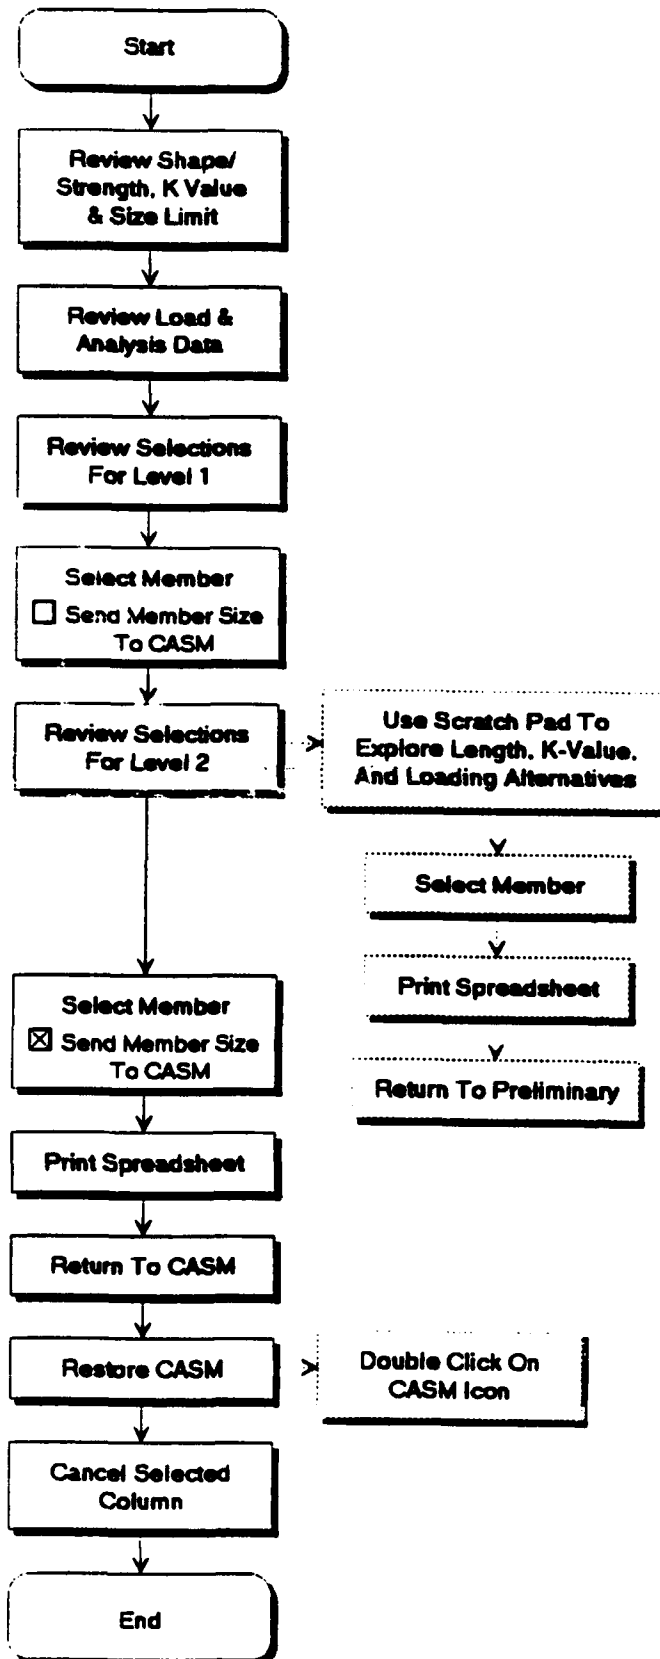 Start
Review Shape/
Strength, K Value
& Size Limit
Review Load &
Analysis Data
Review Selections
For Level 1
Select Member
Send Member Size
To CASM
Review Selections
For Level 2
Use Scratch Pad To
Explore Length, K-Value,
And Loading Alternatives
Select Member
Print Spreadsheet
Return To Preliminary
Select Member
Send Member Size
To CASM
Print Spreadsheet
Return To CASM
Restore CASM
Double Click On
CASM Icon
Cancel Selected
Column
End